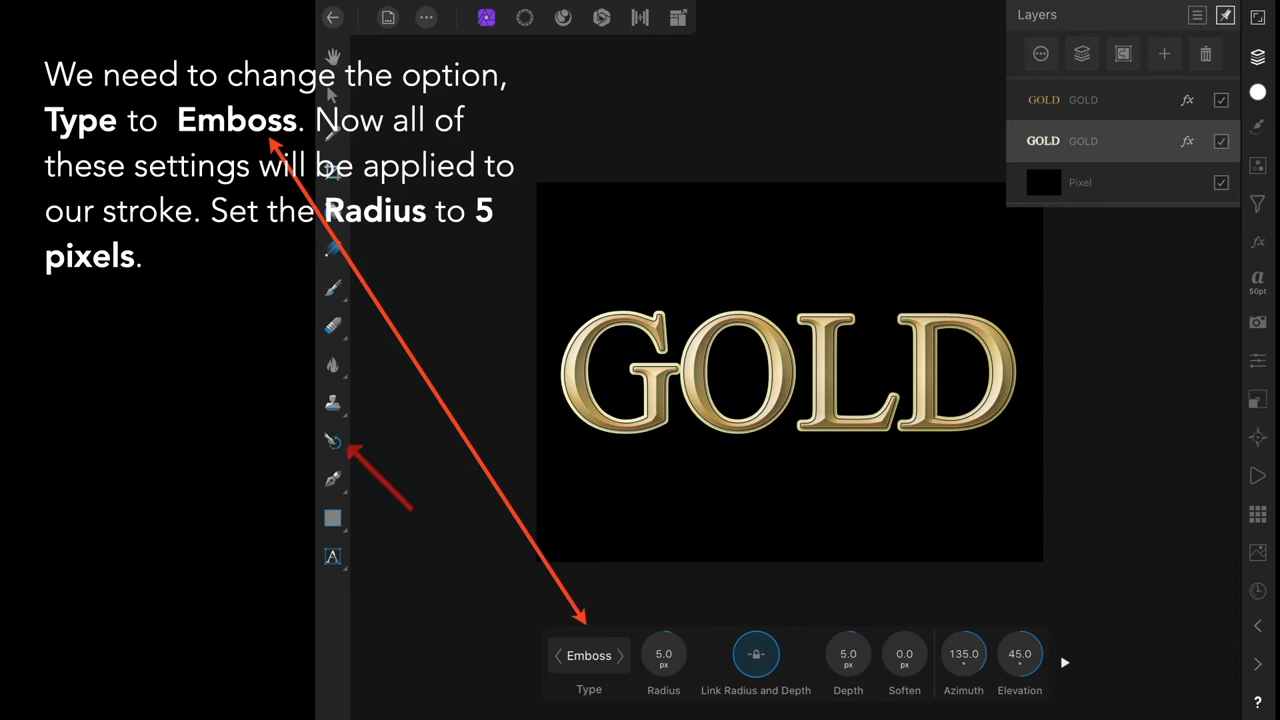 We need to change the option,
Type to Emboss. Now all of
these settings will be applied to
our stroke. Set the Radius to 5
pixels.
Layers
GOLD GOLD fx
GOLD GOLD fx
Pixel
fx
a
50pt
GOLD
A
Emboss
Type
5.0 px
Radius
Link Radius and Depth
5.0 px
Depth
0.0 px
Soften
135.0 °
Azimuth
45.0 °
Elevation
?